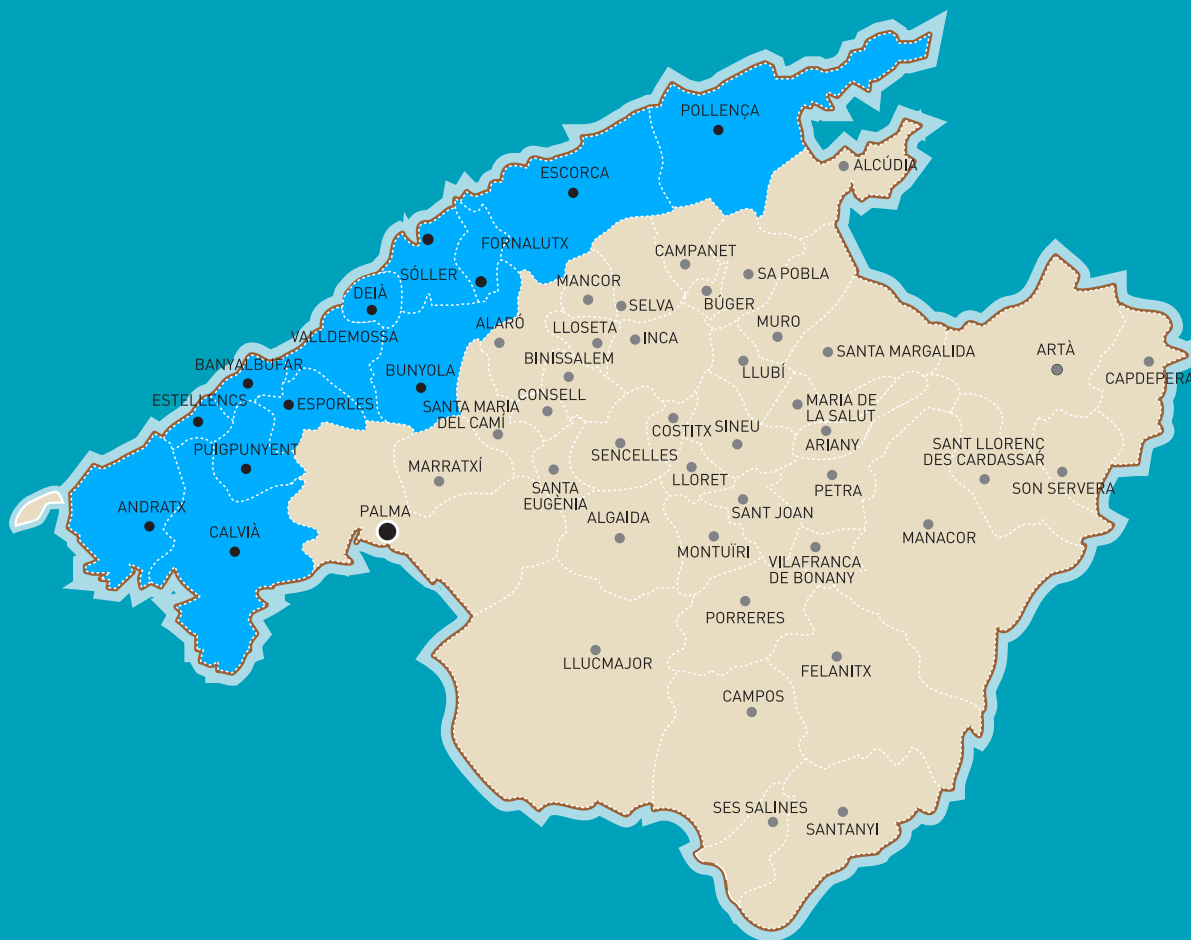 POLLENÇA
ALCÚDIA
ESCORCA
FORNALUTX
CAMPANET
SÓLLER
SA POBLA
MANCOR
DEIÀ
SELVA
BÚGER
ALARÓ
LLOSETA
MURO
VALLDEMOSSA
INCA
BINISSALEM
SANTA MARGALIDA
ARTÀ
BANYALBUFAR
BUNYOLA
LLUBÍ
CAPDEPERA
ESTELLENCS
ESPORLES
CONSELL
MARIA DE
LA SALUT
SANTA MARIA
DEL CAMÍ
COSTITX
SINEU
ARIANY
PUIGPUNYENT
SENCELLES
SANT LLORENÇ
DES CARDASSAR
MARRATXÍ
LLORET
SANTA
EUGÈNIA
PETRA
SON SERVERA
ANDRATX
PALMA
ALGAIDA
SANT JOAN
CALVIÀ
MANACOR
MONTUÏRI
VILAFRANCA
DE BONANY
PORRERES
LLUCMAJOR
FELANITX
CAMPOS
SES SALINES
SANTANYI